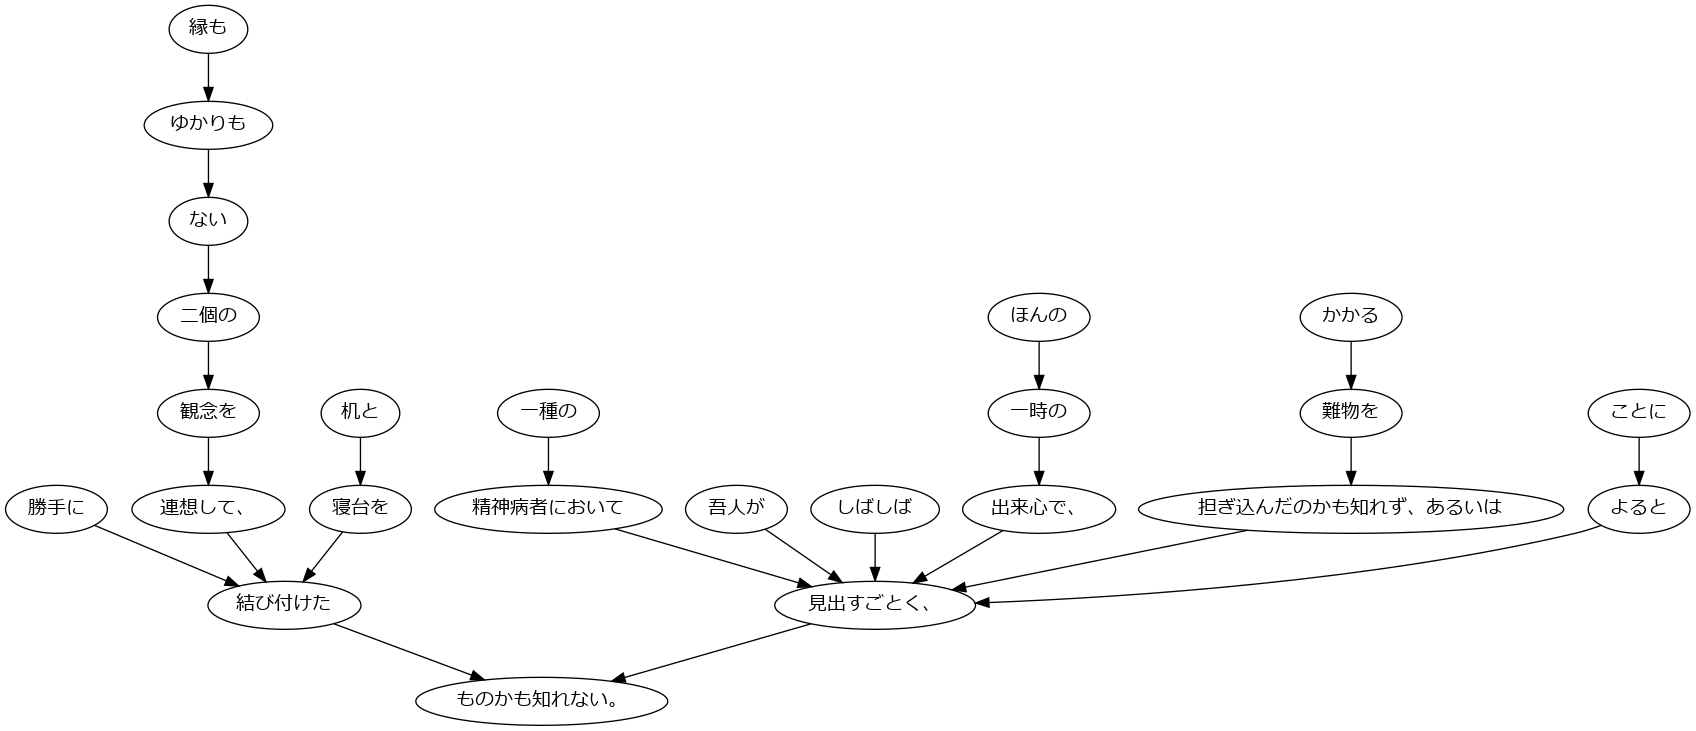 縁も
ゆかりも
ない
二個の
ほんの
かかる
観念を
机と
一種の
一時の
難物を
ことに
勝手に
連想して、
寝台を
精神病者において
吾人が
しばしば
出来心で、
担ぎ込んだのかも知れず、あるいは
よると
結び付けた
見出すごとく、
ものかも知れない。